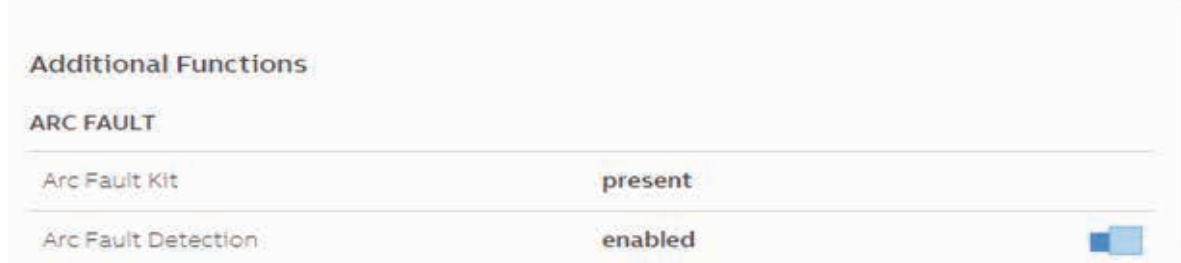 Additional Functions
ARC FAULT
Arc Fault Kit present
Arc Fault Detection enabled